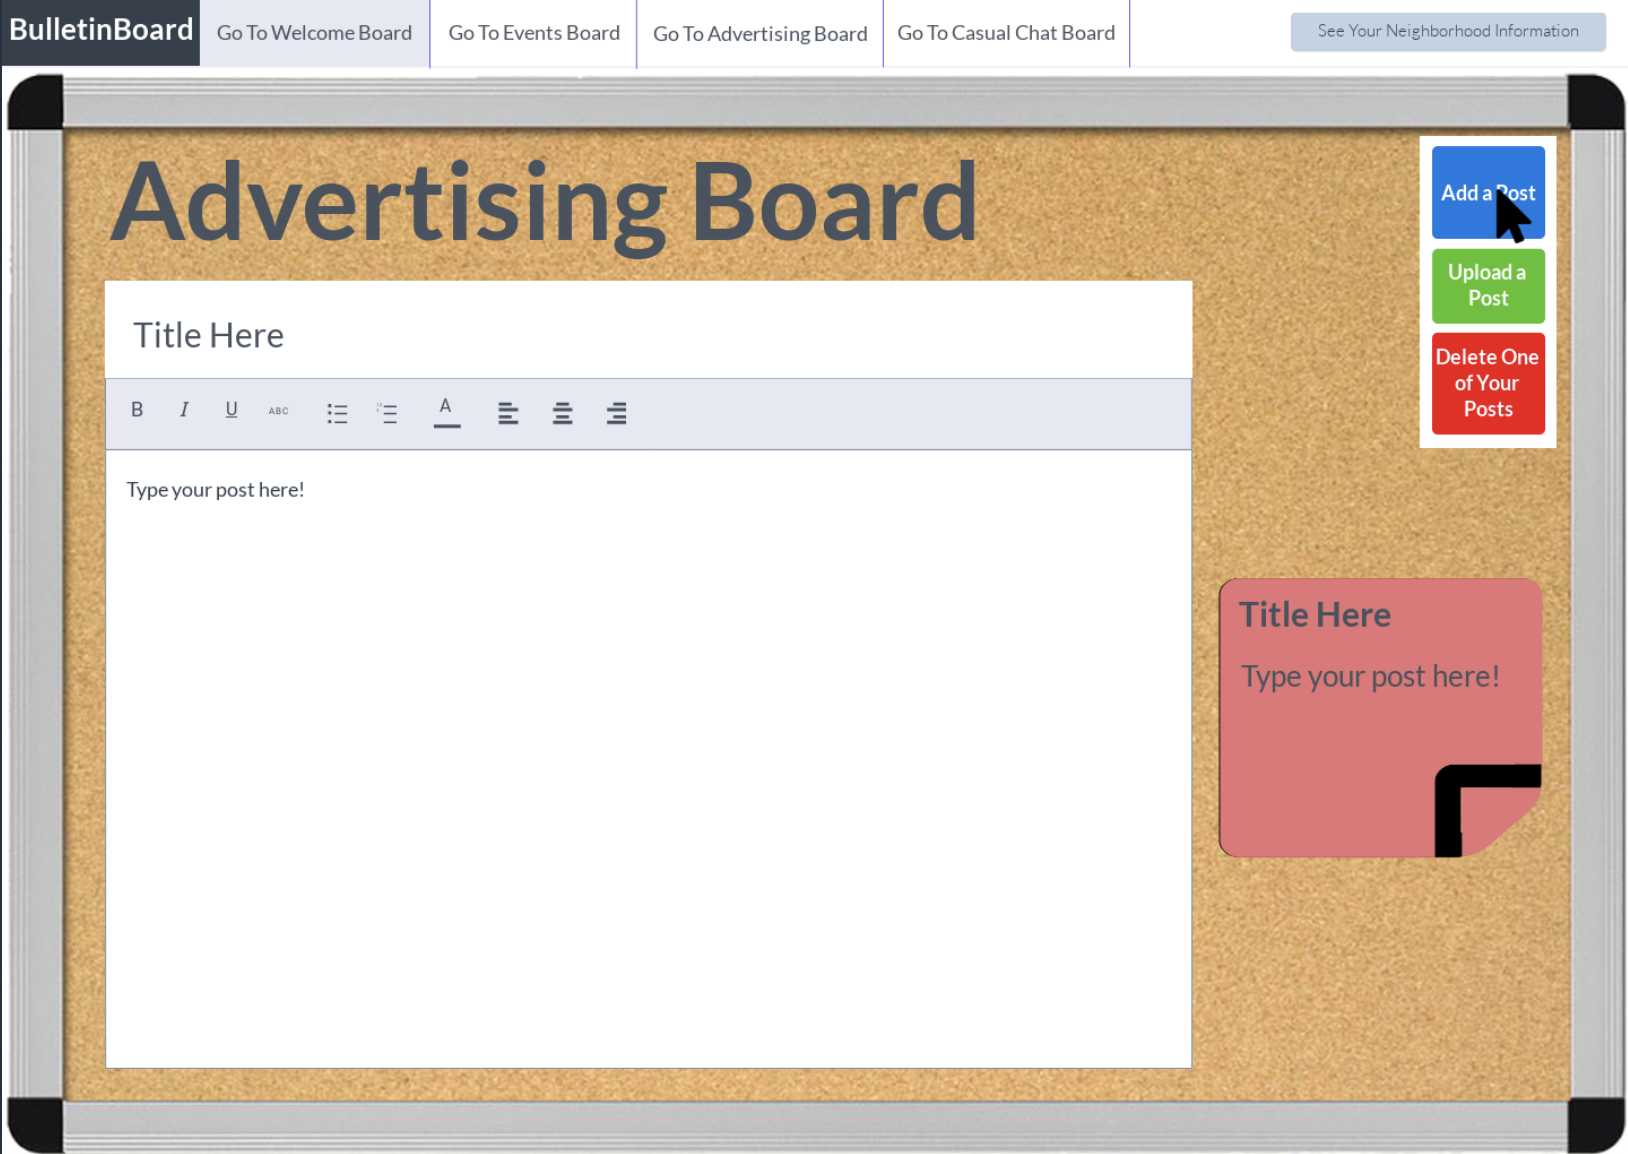 BulletinBoard
Go To Welcome Board
Go To Events Board
Go To Advertising Board
Go To Casual Chat Board
See Your Neighborhood Information
Advertising Board
Add a Post
Upload a
Post
Delete One
of Your
Posts
Title Here
B I U ABC A
Type your post here!
Title Here
Type your post here!